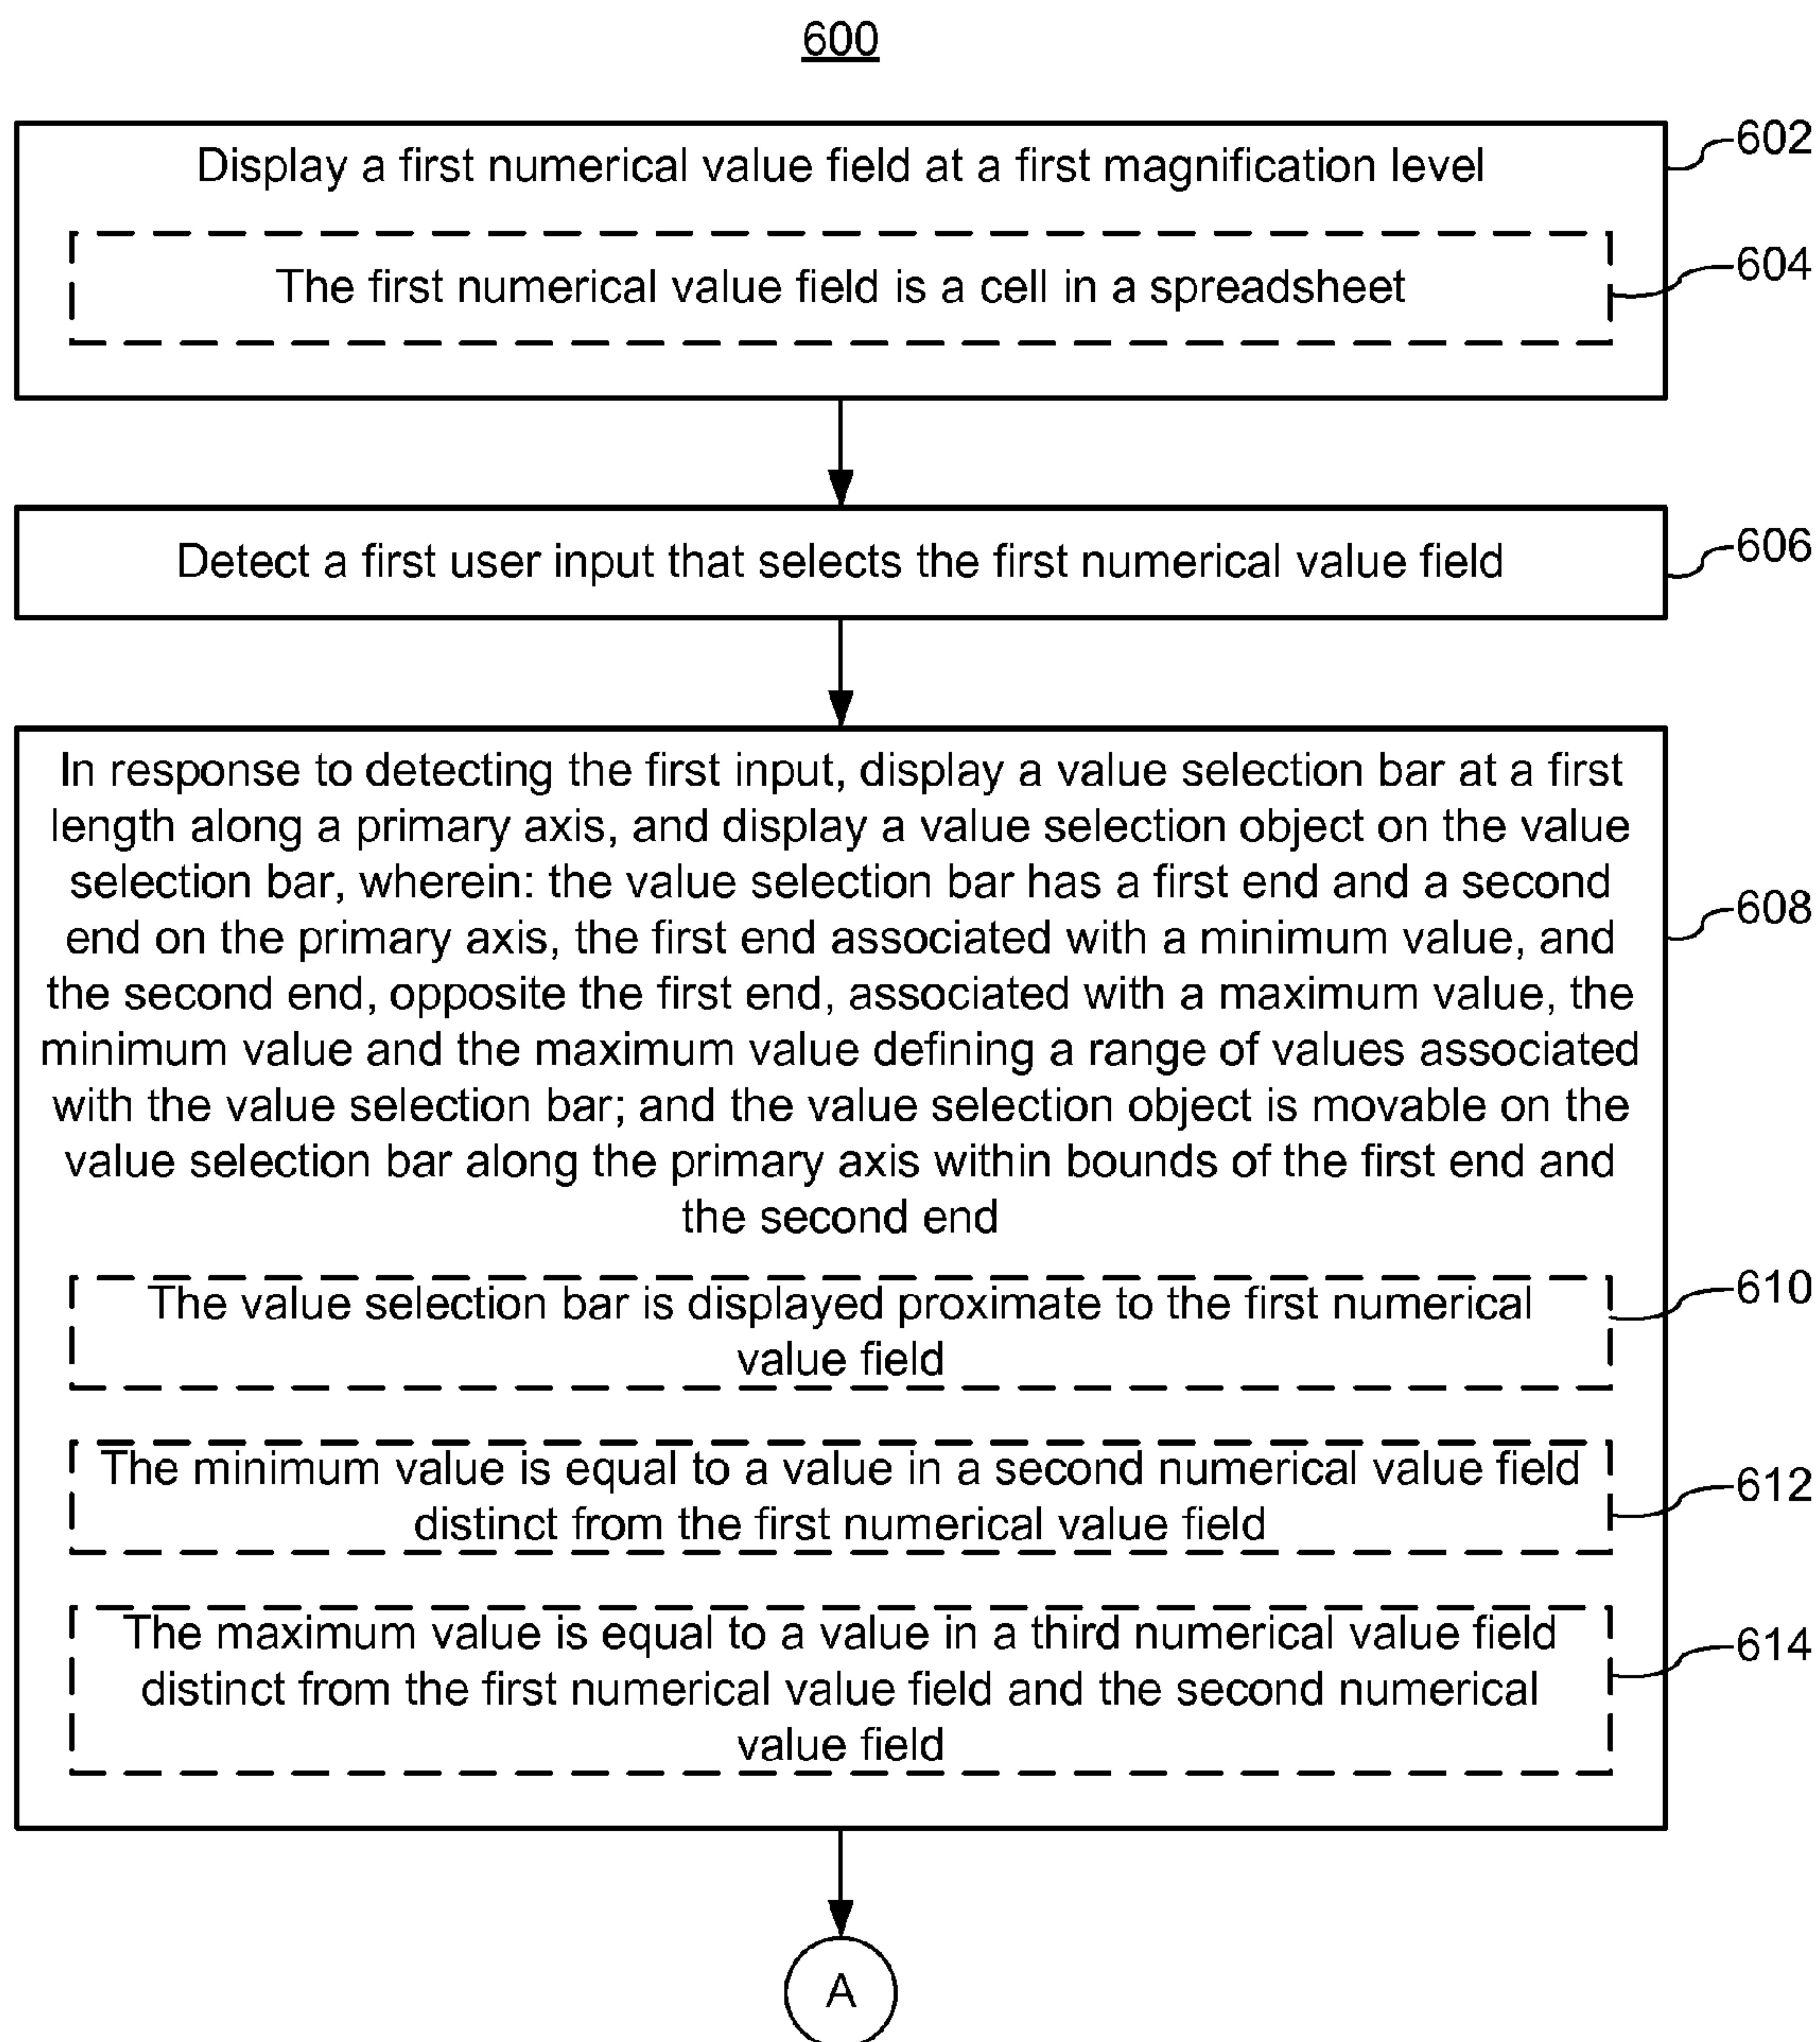 600
Display a first numerical value field at a first magnification level
602
The first numerical value field is a cell in a spreadsheet
604
Detect a first user input that selects the first numerical value field
606
In response to detecting the first input, display a value selection bar at a first
length along a primary axis, and display a value selection object on the value
selection bar, wherein: the value selection bar has a first end and a second
end on the primary axis, the first end associated with a minimum value, and
the second end, opposite the first end, associated with a maximum value, the
minimum value and the maximum value defining a range of values associated
with the value selection bar; and the value selection object is movable on the
value selection bar along the primary axis within bounds of the first end and
the second end
608
The value selection bar is displayed proximate to the first numerical
value field
610
The minimum value is equal to a value in a second numerical value field
distinct from the first numerical value field
612
The maximum value is equal to a value in a third numerical value field
distinct from the first numerical value field and the second numerical
value field
614
A